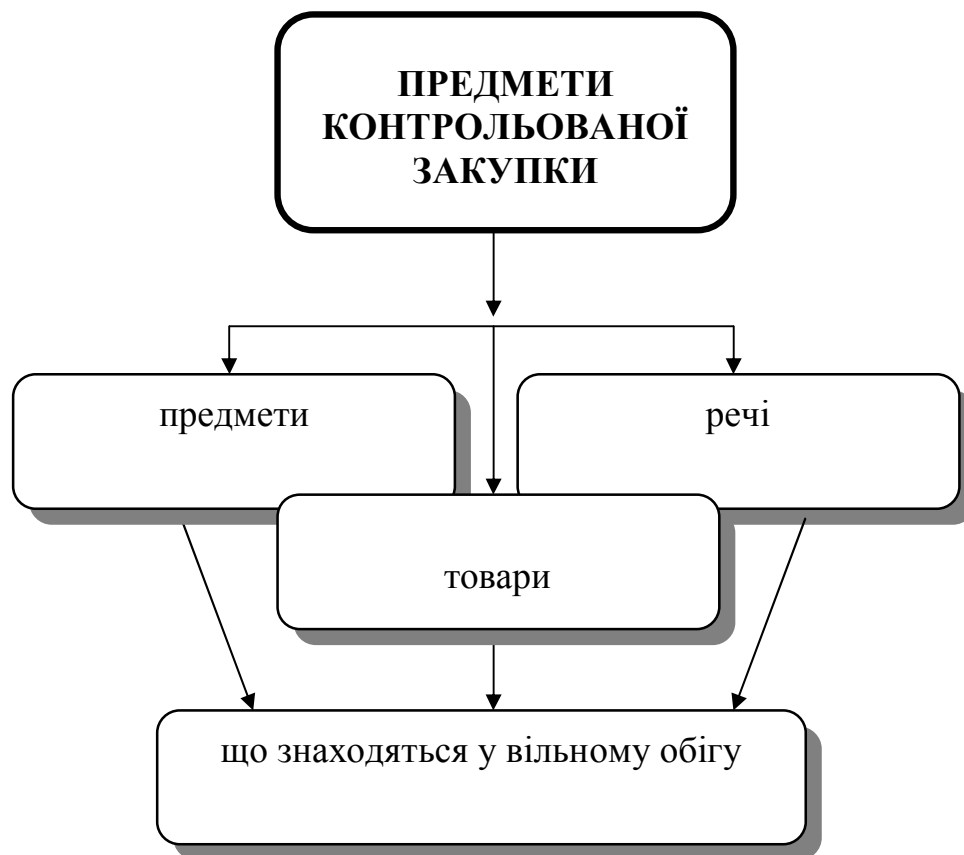 ПРЕДМЕТИ
КОНТРОЛЬОВАНОЇ
ЗАКУПКИ
предмети
речі
товари
що знаходяться у вільному обігу